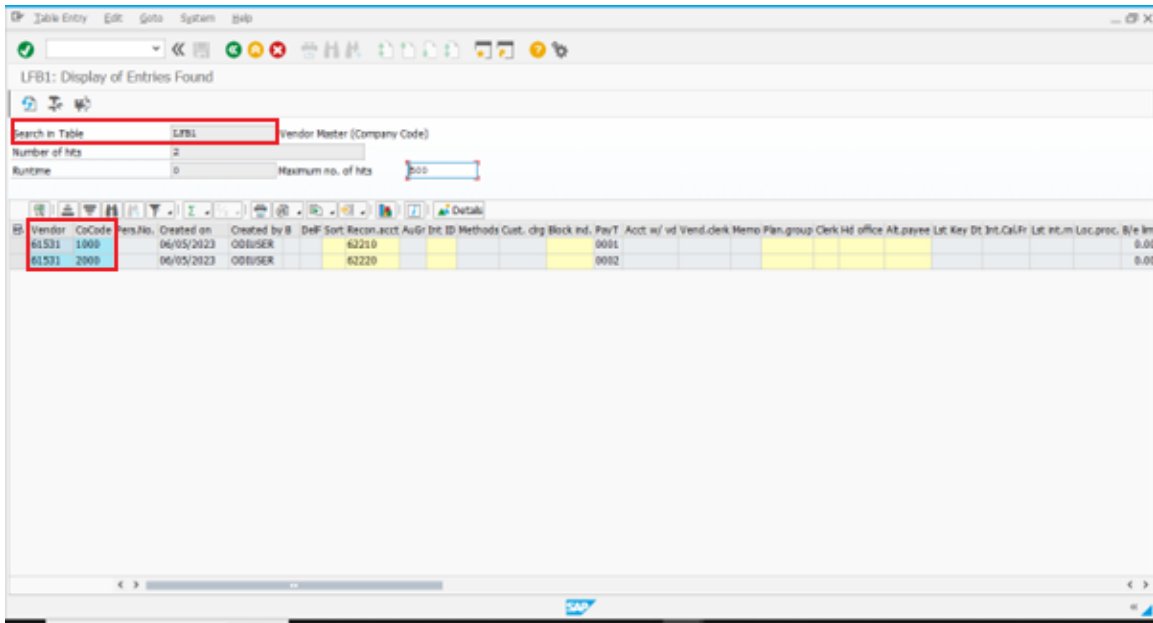 Table Entry Edit Goto System Help
LFB1: Display of Entries Found
Search in Table LFB1 Vendor Master (Company Code)
Number of hits 2
Runtime 0 Maximum no. of hits 500
Details
Vendor CoCode Pers.No. Created on Created by B DelF Sort Recon.acct AuGr Int ID Methods Cust. chrg Block ind. PayT Acct w/ vd Vend.clerk Memo Plan.group Clerk Hd office Alt.payee Lst Key Dt Int.Cal.Fr Lst int.m Loc.proc. B/e lim
61531 1000 06/05/2023 ODIUSER 62210 0001 0.00
61531 2000 06/05/2023 ODIUSER 62220 0002 0.00
SAP